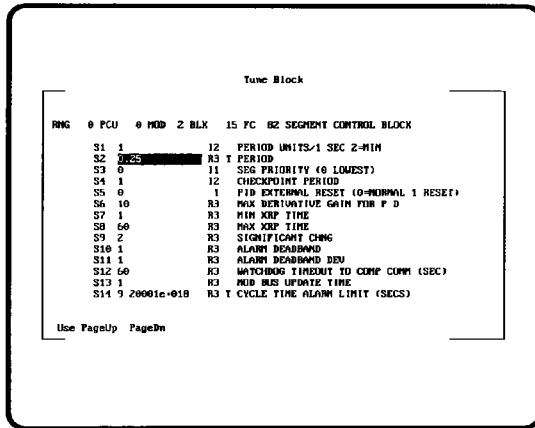 Tune Block
RNG 0 PCU 0 MOD 2 BLK 15 FC 82 SEGMENT CONTROL BLOCK
S1 1 I2 PERIOD UNITS/1 SEC 2=MIN
S2 0.25 R3 T PERIOD
S3 0 I1 SEG PRIORITY (0 LOWEST)
S4 1 I2 CHECKPOINT PERIOD
S5 0 1 PID EXTERNAL RESET (0=NORMAL 1 RESET)
S6 10 R3 MAX DERIVATIVE GAIN FOR P D
S7 1 R3 MIN XRP TIME
S8 60 R3 MAX XRP TIME
S9 2 R3 SIGNIFICANT CHNG
S10 1 R3 ALARM DEADBAND
S11 1 R3 ALARM DEADBAND DEV
S12 60 R3 WATCHDOG TIMEOUT TO COMP COMM (SEC)
S13 1 R3 MOD BUS UPDATE TIME
S14 9 20001e+018 R3 T CYCLE TIME ALARM LIMIT (SECS)
Use PageUp PageDn